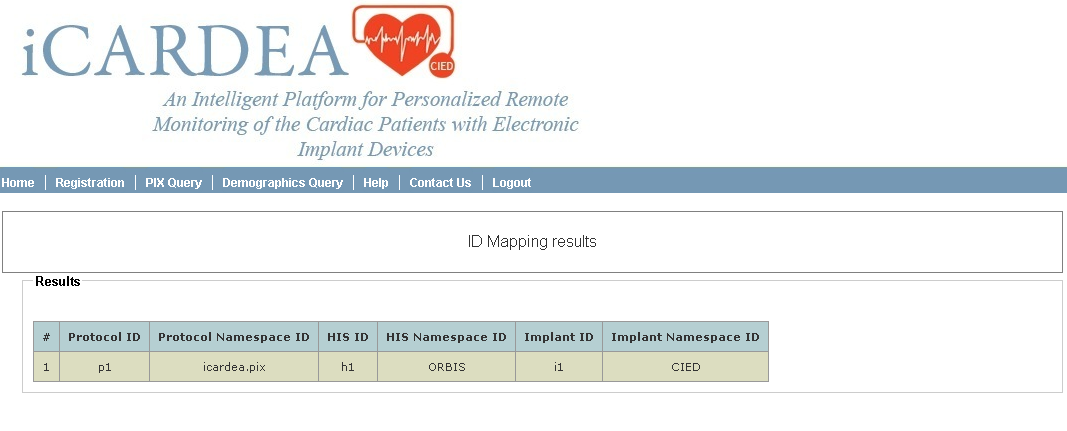 iCARDEA
CIED
An Intelligent Platform for Personalized Remote
Monitoring of the Cardiac Patients with Electronic
Implant Devices
Home Registration PIX Query Demographics Query Help Contact Us Logout
ID Mapping results
Results
# Protocol ID Protocol Namespace ID HIS ID HIS Namespace ID Implant ID Implant Namespace ID
1 p1 icardea.pix h1 ORBIS i1 CIED